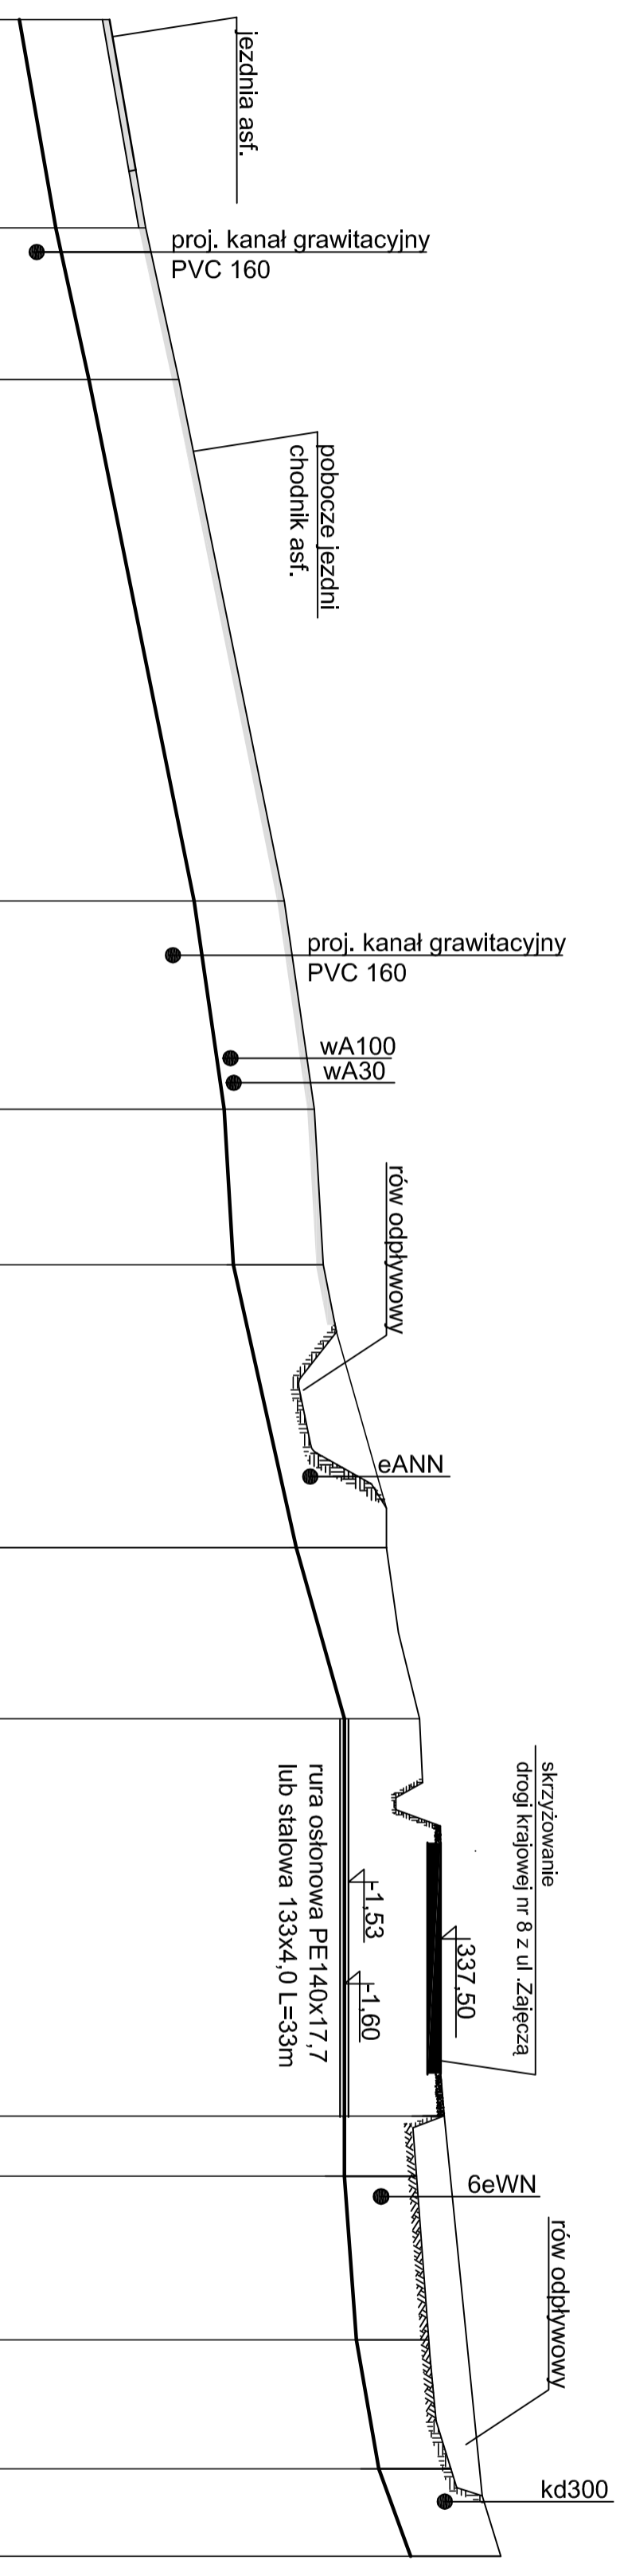 jezdnia asf.
proj. kanał grawitacyjny
PVC 160
pobocze jezdni
chodnik asf.
proj. kanał grawitacyjny
PVC 160
wA100
wA30
rów odpływowy
eANN
skrzyżowanie
drogi krajowej nr 8 z ul .Zajęczą
rura osłonowa PE140x17,7
lub stalowa 133x4,0 L=33m
-1,53
337,50
-1,60
6eWN
rów odpływowy
kd300